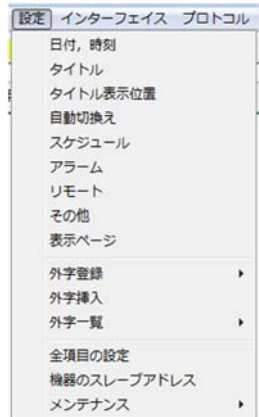 設定 インターフェイス プロトコル
日付, 時刻
タイトル
タイトル表示位置
自動切換え
スケジュール
アラーム
リモート
その他
表示ページ
外字登録
外字挿入
外字一覧
全項目の設定
機器のスレーブアドレス
メンテナンス